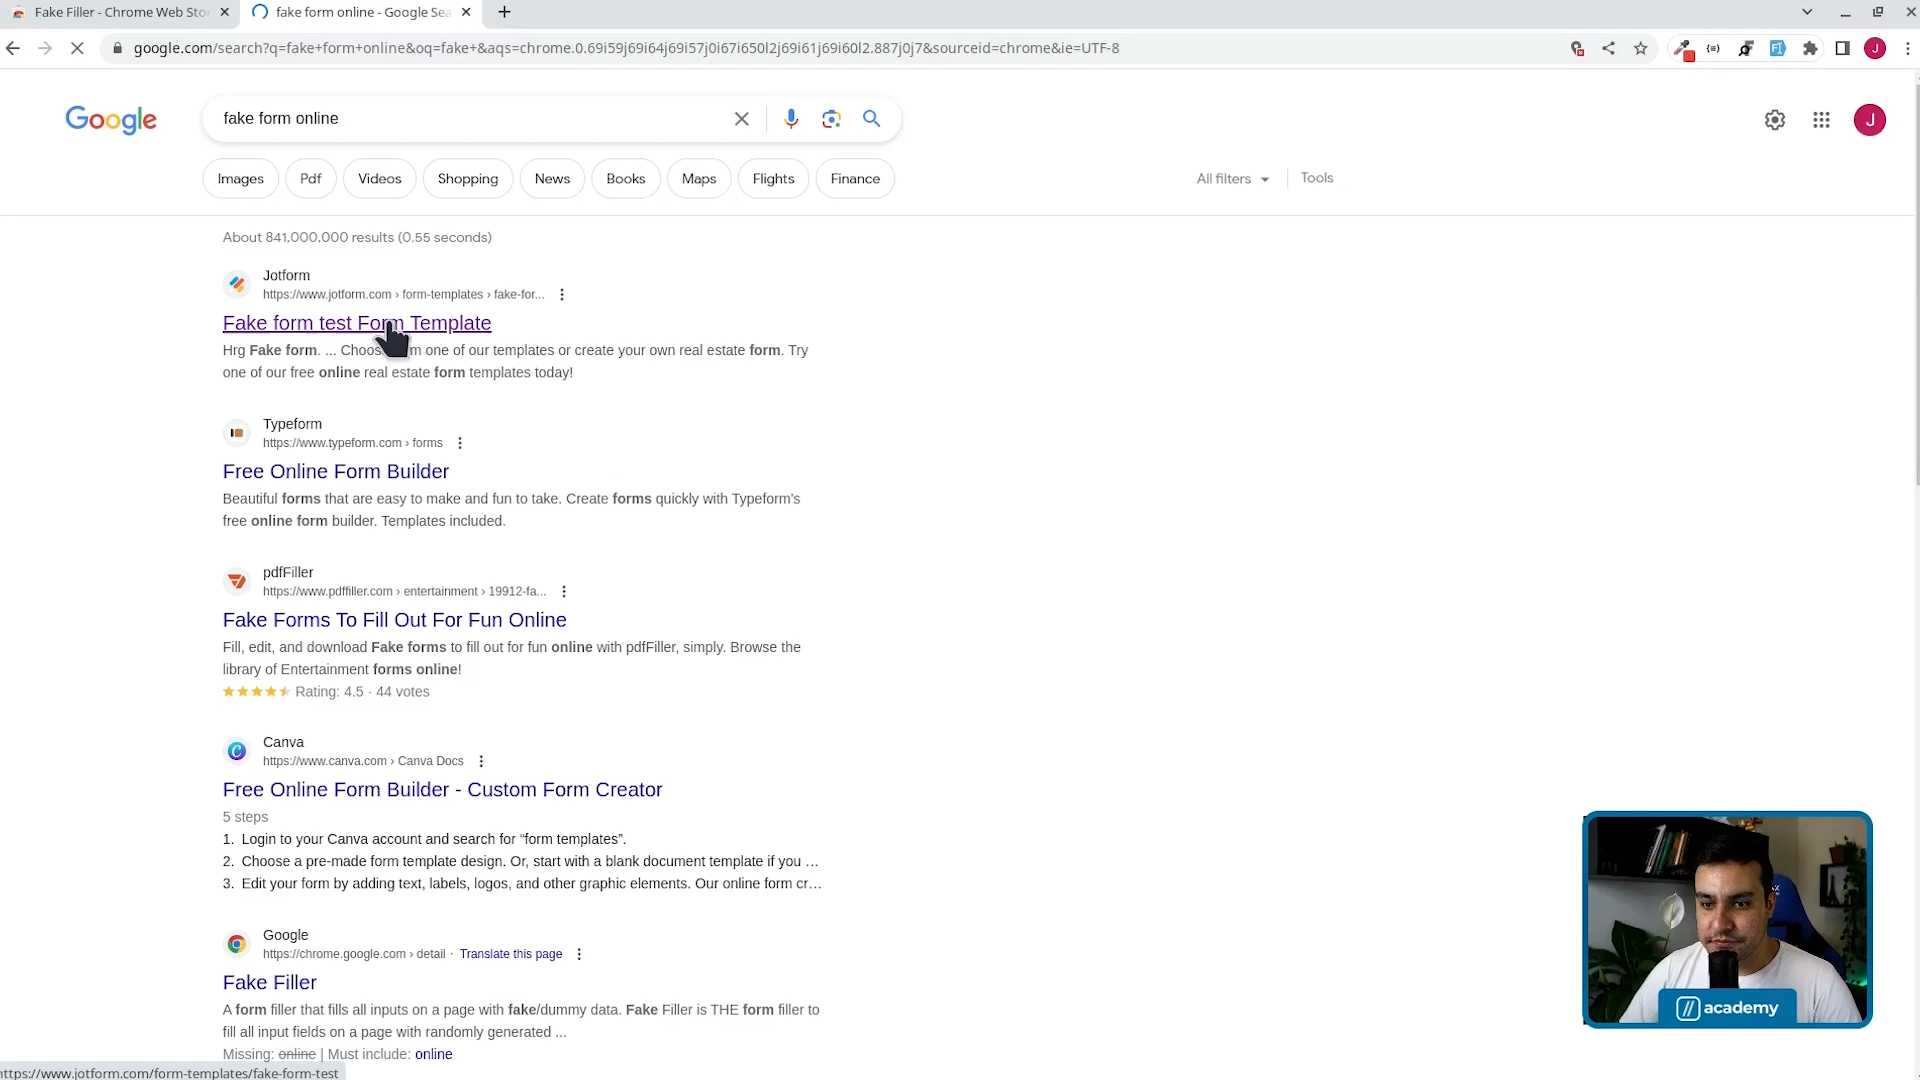 Fake Filler - Chrome Web Stor
fake form online - Google Sea
google.com/search?q=fake+form+online&oq=fake+&aqs=chrome.0.69i59j69i64j69i57j0i67i650l2j69i61j69i60l2.887j0j7&sourceid=chrome&ie=UTF-8
J
Google
fake form online
J
Images
Pdf
Videos
Shopping
News
Books
Maps
Flights
Finance
All filters
Tools
About 841,000,000 results (0.55 seconds)
Jotform
https://www.jotform.com › form-templates › fake-for...
Fake form test Form Template
Hrg Fake form. ... Choos m one of our templates or create your own real estate form. Try
one of our free online real estate form templates today!
Typeform
https://www.typeform.com › forms
Free Online Form Builder
Beautiful forms that are easy to make and fun to take. Create forms quickly with Typeform's
free online form builder. Templates included.
pdfFiller
https://www.pdffiller.com › entertainment › 19912-fa...
Fake Forms To Fill Out For Fun Online
Fill, edit, and download Fake forms to fill out for fun online with pdfFiller, simply. Browse the
library of Entertainment forms online!
Rating: 4.5 · 44 votes
Canva
https://www.canva.com › Canva Docs
Free Online Form Builder - Custom Form Creator
5 steps
1. Login to your Canva account and search for “form templates”.
2. Choose a pre-made form template design. Or, start with a blank document template if you ...
3. Edit your form by adding text, labels, logos, and other graphic elements. Our online form cr...
Google
https://chrome.google.com › detail · Translate this page
Fake Filler
A form filler that fills all inputs on a page with fake/dummy data. Fake Filler is THE form filler to
fill all input fields on a page with randomly generated ...
Missing: online | Must include: online
https://www.jotform.com/form-templates/fake-form-test
// academy